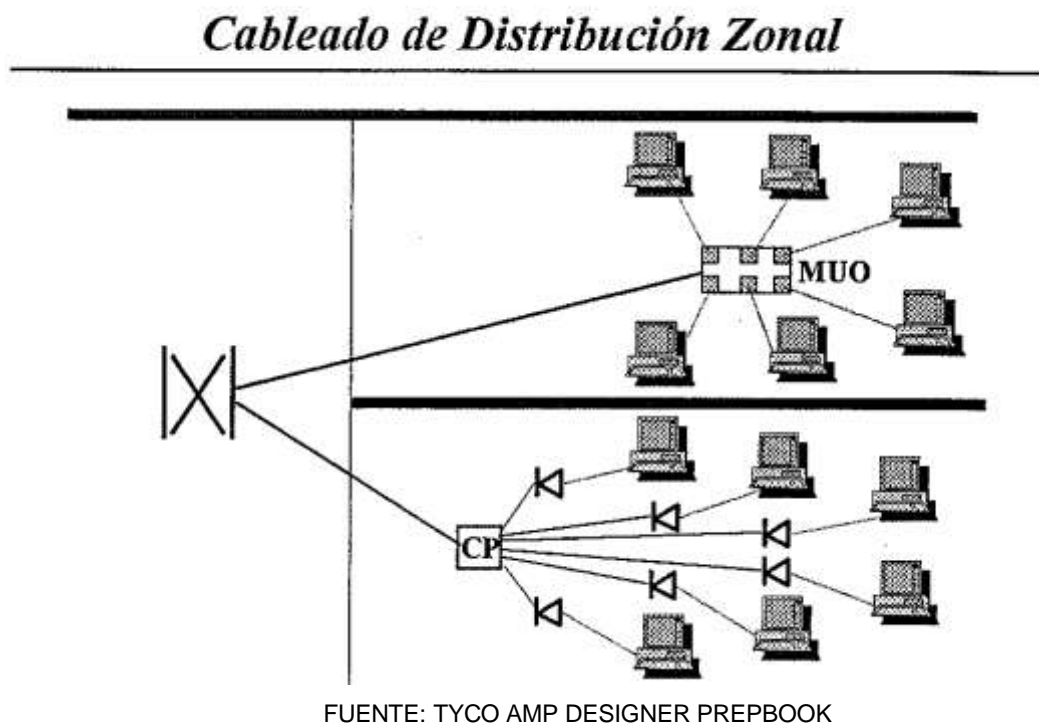 Cableado de Distribución Zonal
MUO
CP
FUENTE: TYCO AMP DESIGNER PREPBOOK